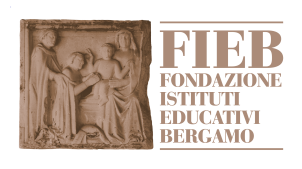 FIEB
FONDAZIONE
ISTITUTI
EDUCATIVI
BERGAMO